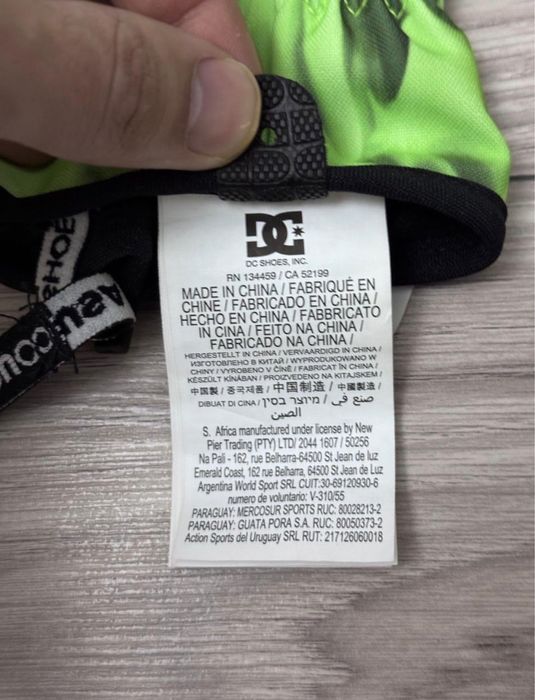 DC
DC SHOES, INC.
RN 134459 / CA 52199
MADE IN CHINA / FABRIQUÉ EN
CHINE / FABRICADO EN CHINA /
HECHO EN CHINA / FABBRICATO
IN CINA / FEITO NA CHINA /
FABRICADO NA CHINA /
HERGESTELLT IN CHINA / VERVAARDIGD IN CHINA /
ИЗГОТОВЛЕНО В КИТАЙ / WYPRODUKOWANO W
CHINY / VYROBENO V ČÍNĚ / FABRICAT ÎN CHINA /
KÉSZÜLT KÍNÁBAN / PROIZVEDENO NA KITAJSKEM /
中国製 / 중국제품 / 中国制造 / 中國製造 /
DIBUAT DI CINA / מיוצר בסין / صنع في
الصين
S. Africa manufactured under license by New
Pier Trading (PTY) LTD/ 2044 1607 / 50256
Na Pali - 162, rue Belharra-64500 St Jean de Luz
Emerald Coast, 162 rue Belharra, 64500 St Jean de Luz
Argentina World Sport SRL CUIT:30-69120930-6
numero de voluntario: V-310/55
PARAGUAY: MERCOSUR SPORTS RUC: 80028213-2
PARAGUAY: GUATA PORA S.A. RUC: 80050373-2
Action Sports del Uruguay SRL RUT: 217126060018